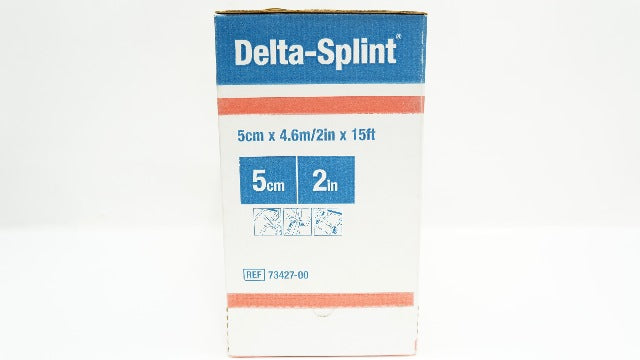 Delta-Splint®
5cm x 4.6m/2in x 15ft
5cm 2in
REF 73427-00